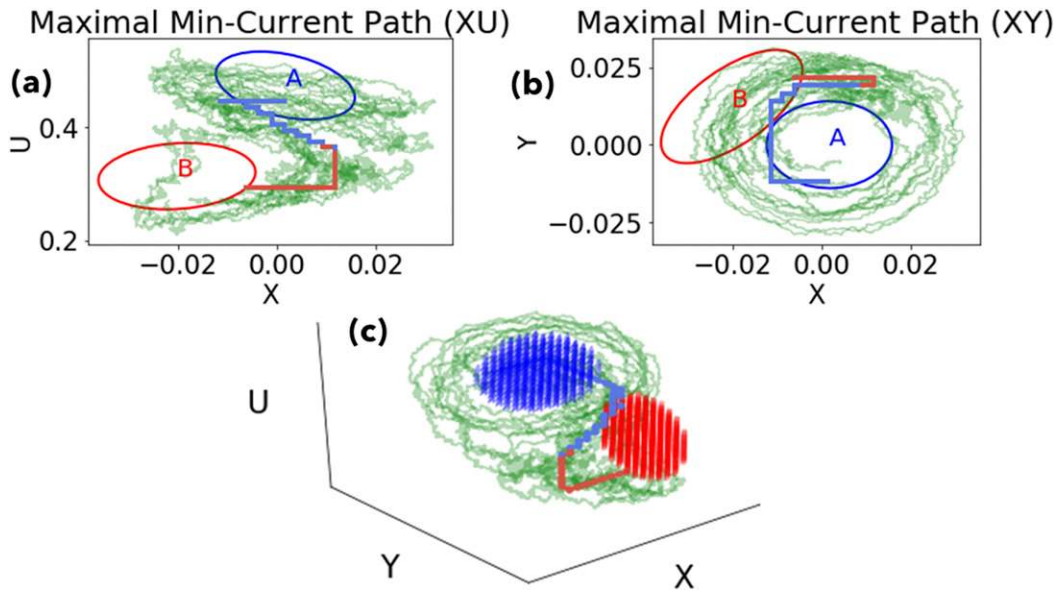 Maximal Min-Current Path (XU)
Maximal Min-Current Path (XY)
(a)
A
B
U
0.4
0.2
−0.02
0.00
0.02
X
(b)
B
A
Y
0.025
0.000
−0.025
−0.02
0.00
0.02
X
(c)
U
Y
X